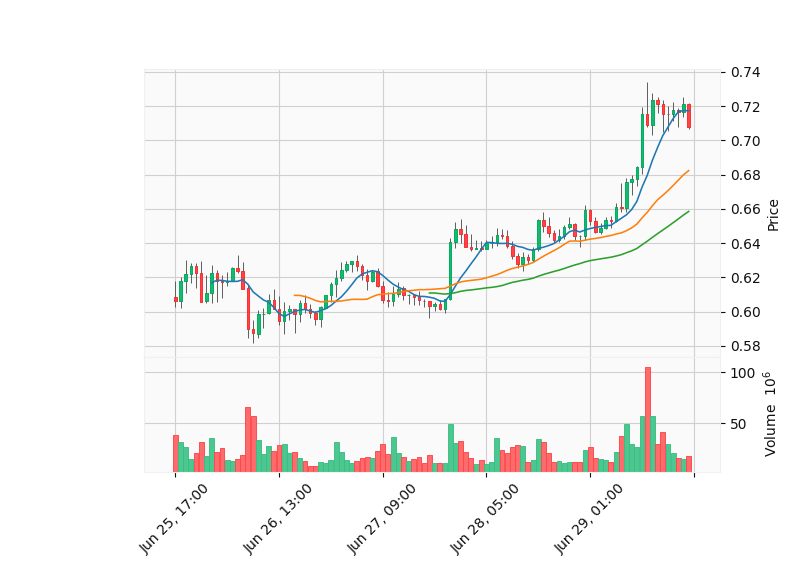 0.74
0.72
0.70
0.68
0.66
0.64
0.62
0.60
0.58
Price
100
50
Volume 10^6
Jun 25, 17:00
Jun 26, 13:00
Jun 27, 09:00
Jun 28, 05:00
Jun 29, 01:00